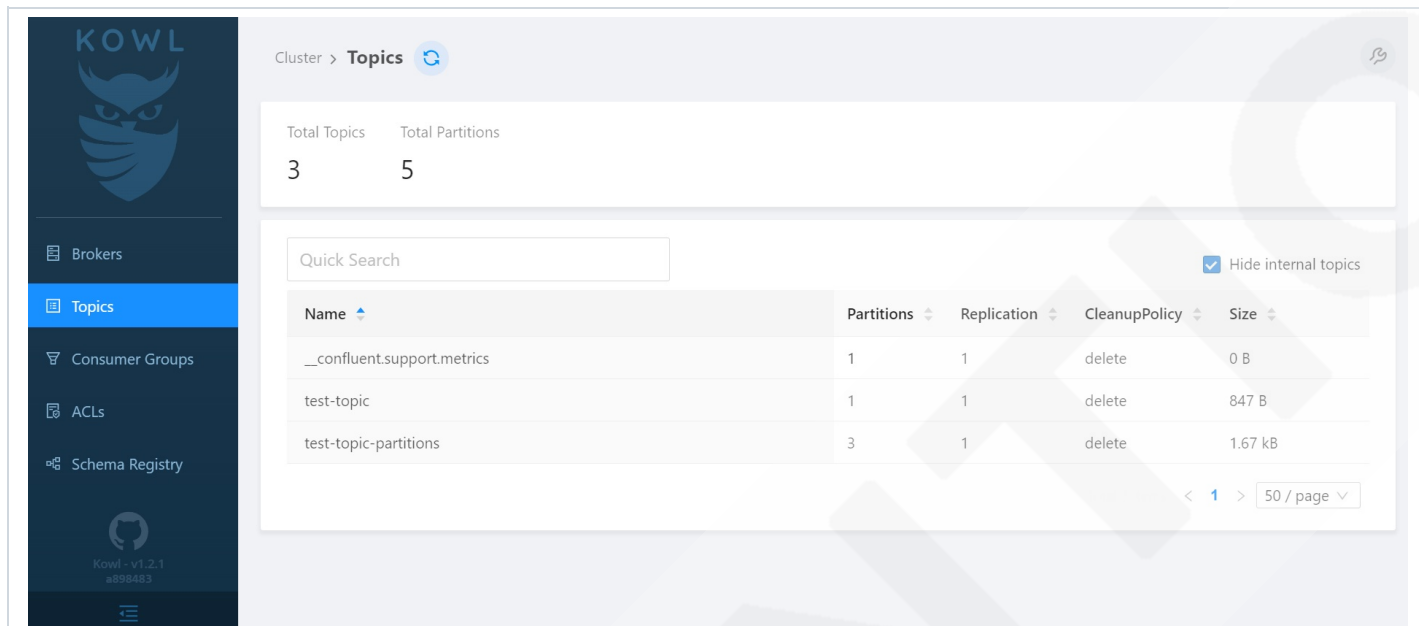 KOWL
Cluster > Topics
Total Topics Total Partitions
3 5
Brokers
Topics
Consumer Groups
ACLs
Schema Registry
Kowl - v1.2.1
a898483
Quick Search
Hide internal topics
Name Partitions Replication CleanupPolicy Size
__confluent.support.metrics 1 1 delete 0 B
test-topic 1 1 delete 847 B
test-topic-partitions 3 1 delete 1.67 kB
< 1 > 50 / page